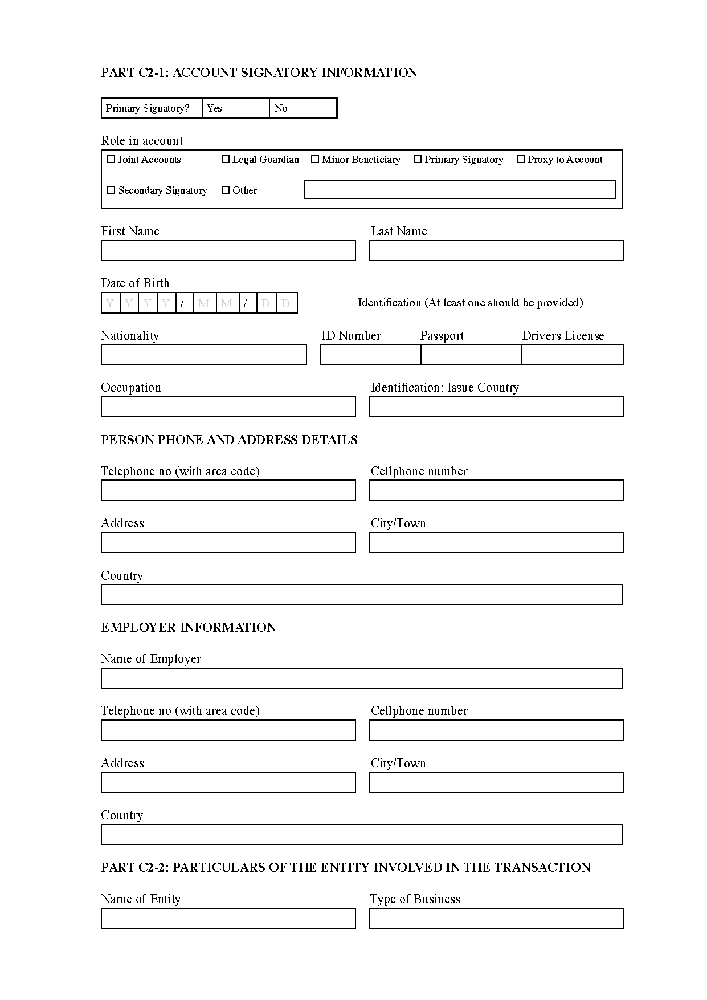 PART C2-1: ACCOUNT SIGNATORY INFORMATION
Primary Signatory? Yes No
Role in account
Joint Accounts Legal Guardian Minor Beneficiary Primary Signatory Proxy to Account
Secondary Signatory Other
First Name Last Name
Date of Birth
Y Y Y Y / M M / D D Identification (At least one should be provided)
Nationality ID Number Passport Drivers License
Occupation Identification: Issue Country
PERSON PHONE AND ADDRESS DETAILS
Telephone no (with area code) Cellphone number
Address City/Town
Country
EMPLOYER INFORMATION
Name of Employer
Telephone no (with area code) Cellphone number
Address City/Town
Country
PART C2-2: PARTICULARS OF THE ENTITY INVOLVED IN THE TRANSACTION
Name of Entity Type of Business